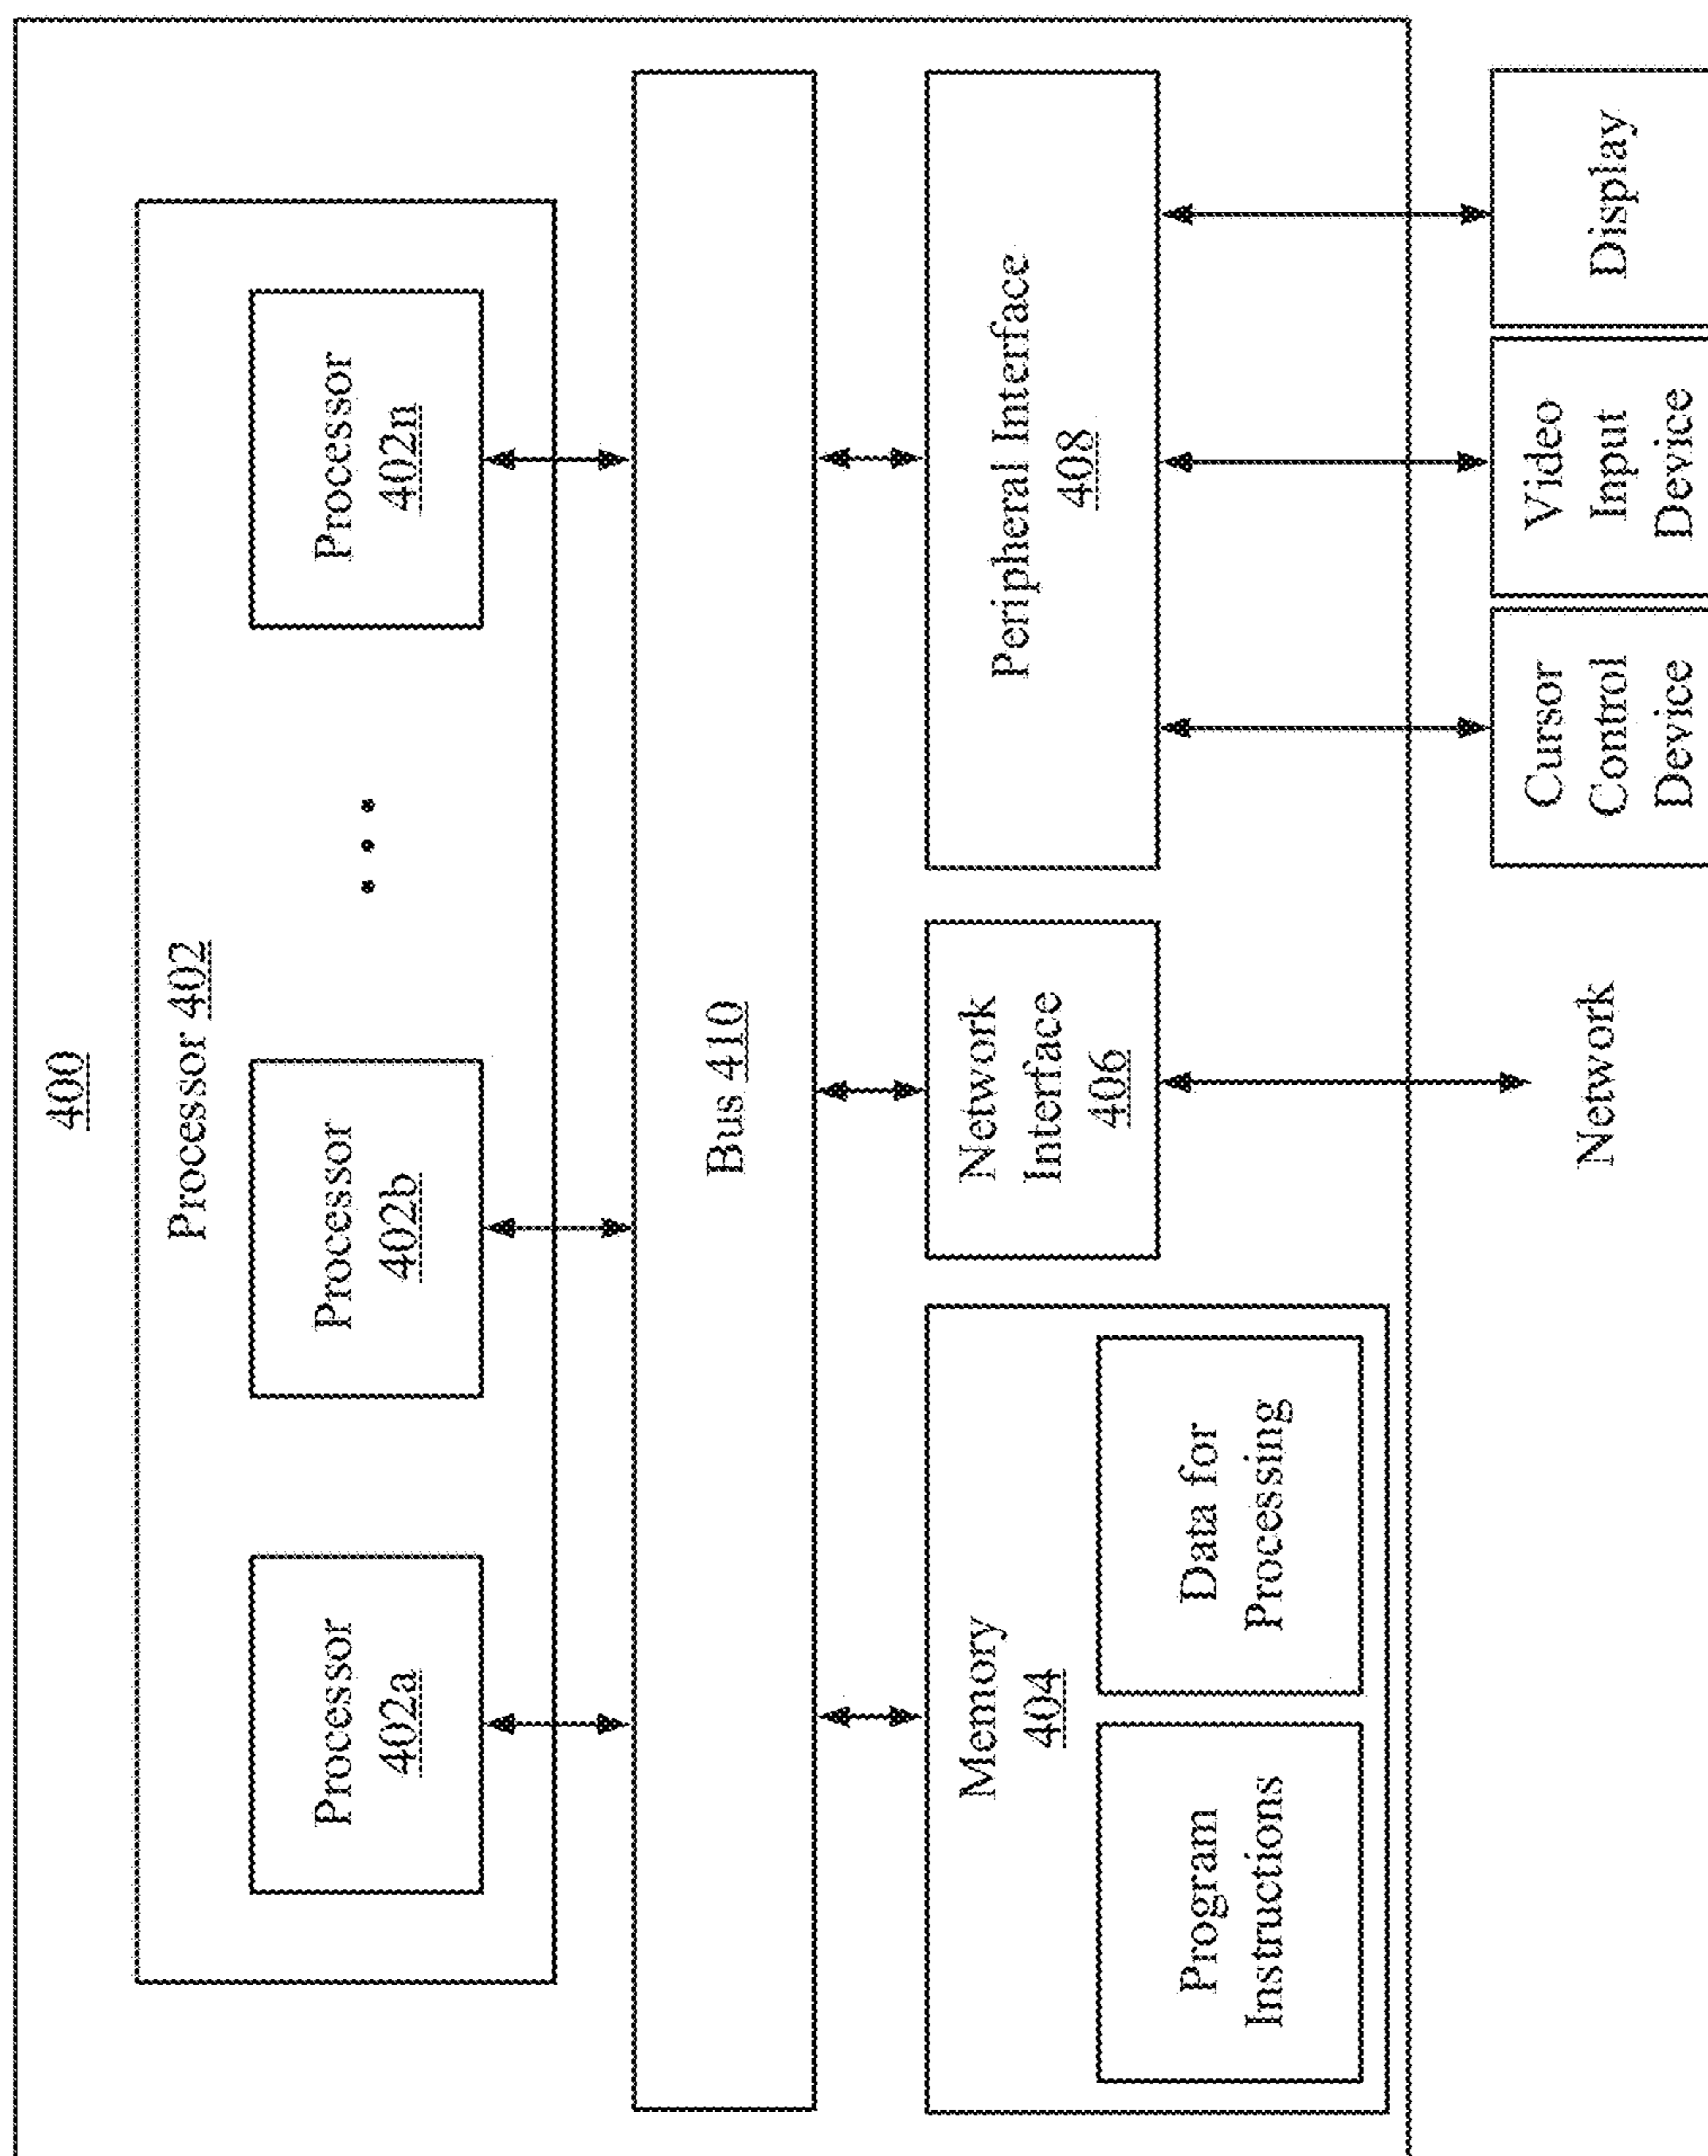 400
Processor 402
Processor
402a
Processor
402b
Processor
402n
Bus 410
Memory
404
Program
Instructions
Data for
Processing
Network
Interface
406
Peripheral Interface
408
Network
Cursor
Control
Device
Video
Input
Device
Display